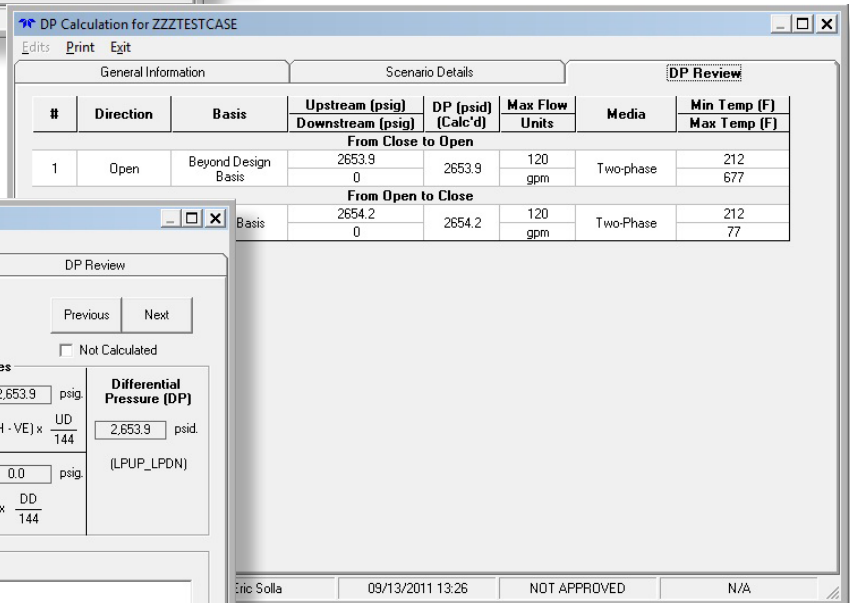 DP Calculation for ZZZTESTCASE
Edits Print Exit
General Information Scenario Details DP Review
# Direction Basis Upstream (psig) DP (psid) Max Flow Media Min Temp (F)
Downstream (psig) (Calc'd) Units Max Temp (F)
From Close to Open
1 Open Beyond Design Basis 2653.9 2653.9 120 Two-phase 212
0 gpm 677
From Open to Close
Basis 2654.2 2654.2 120 Two-Phase 212
0 gpm 77
DP Review
Previous Next
Not Calculated
Differential
Pressure (DP)
2,653.9 psig.
- VE) x UD
144
2,653.9 psid.
(LPUP_LPDN)
0.0 psig.
x DD
144
Eric Solla 09/13/2011 13:26 NOT APPROVED N/A